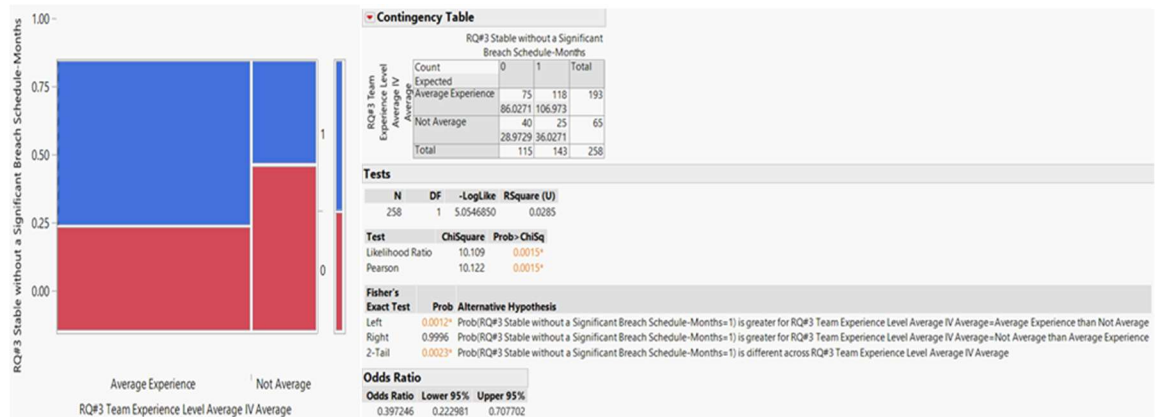 RQ#3 Stable without a Significant Breach Schedule-Months
1.00
0.75
0.50
0.25
0.00
1
0
Average Experience Not Average
RQ#3 Team Experience Level Average IV Average
Contingency Table
RQ#3 Stable without a Significant
Breach Schedule-Months
RQ#3 Team
Experience Level
Average IV
Average
Count 0 1 Total
Expected
Average Experience 75 118 193
86.0271 106.973
Not Average 40 25 65
28.9729 36.0271
Total 115 143 258
Tests
N DF -LogLike RSquare (U)
258 1 5.0546850 0.0285
Test ChiSquare Prob>ChiSq
Likelihood Ratio 10.109 0.0015*
Pearson 10.122 0.0015*
Fisher's
Exact Test Prob Alternative Hypothesis
Left 0.0012* Prob(RQ#3 Stable without a Significant Breach Schedule-Months=1) is greater for RQ#3 Team Experience Level Average IV Average=Average Experience than Not Average
Right 0.9996 Prob(RQ#3 Stable without a Significant Breach Schedule-Months=1) is greater for RQ#3 Team Experience Level Average IV Average=Not Average than Average Experience
2-Tail 0.0023* Prob(RQ#3 Stable without a Significant Breach Schedule-Months=1) is different across RQ#3 Team Experience Level Average IV Average
Odds Ratio
Odds Ratio Lower 95% Upper 95%
0.397246 0.222981 0.707702